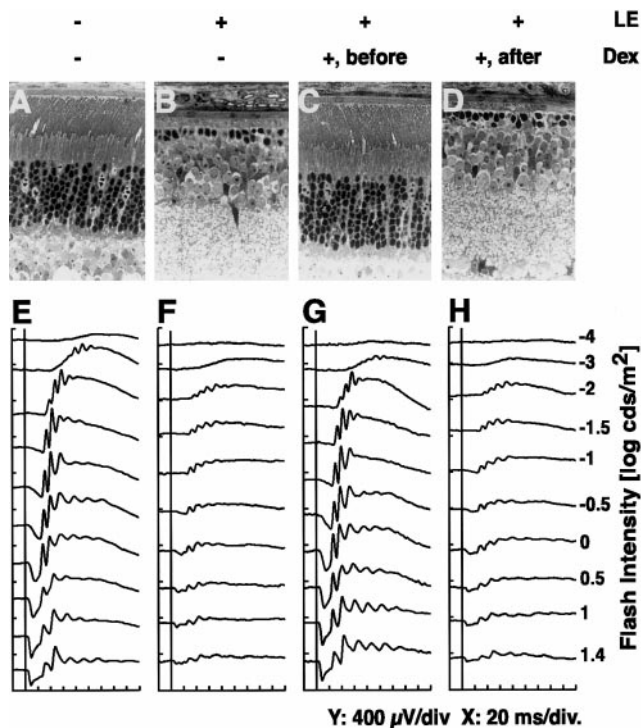 - + + + LE
- - +, before +, after Dex
A B C D
E F G H
-4
-3
-2
-1.5
-1
-0.5
0
0.5
1
1.4
Flash Intensity [log cds/m²]
Y: 400 µV/div X: 20 ms/div.